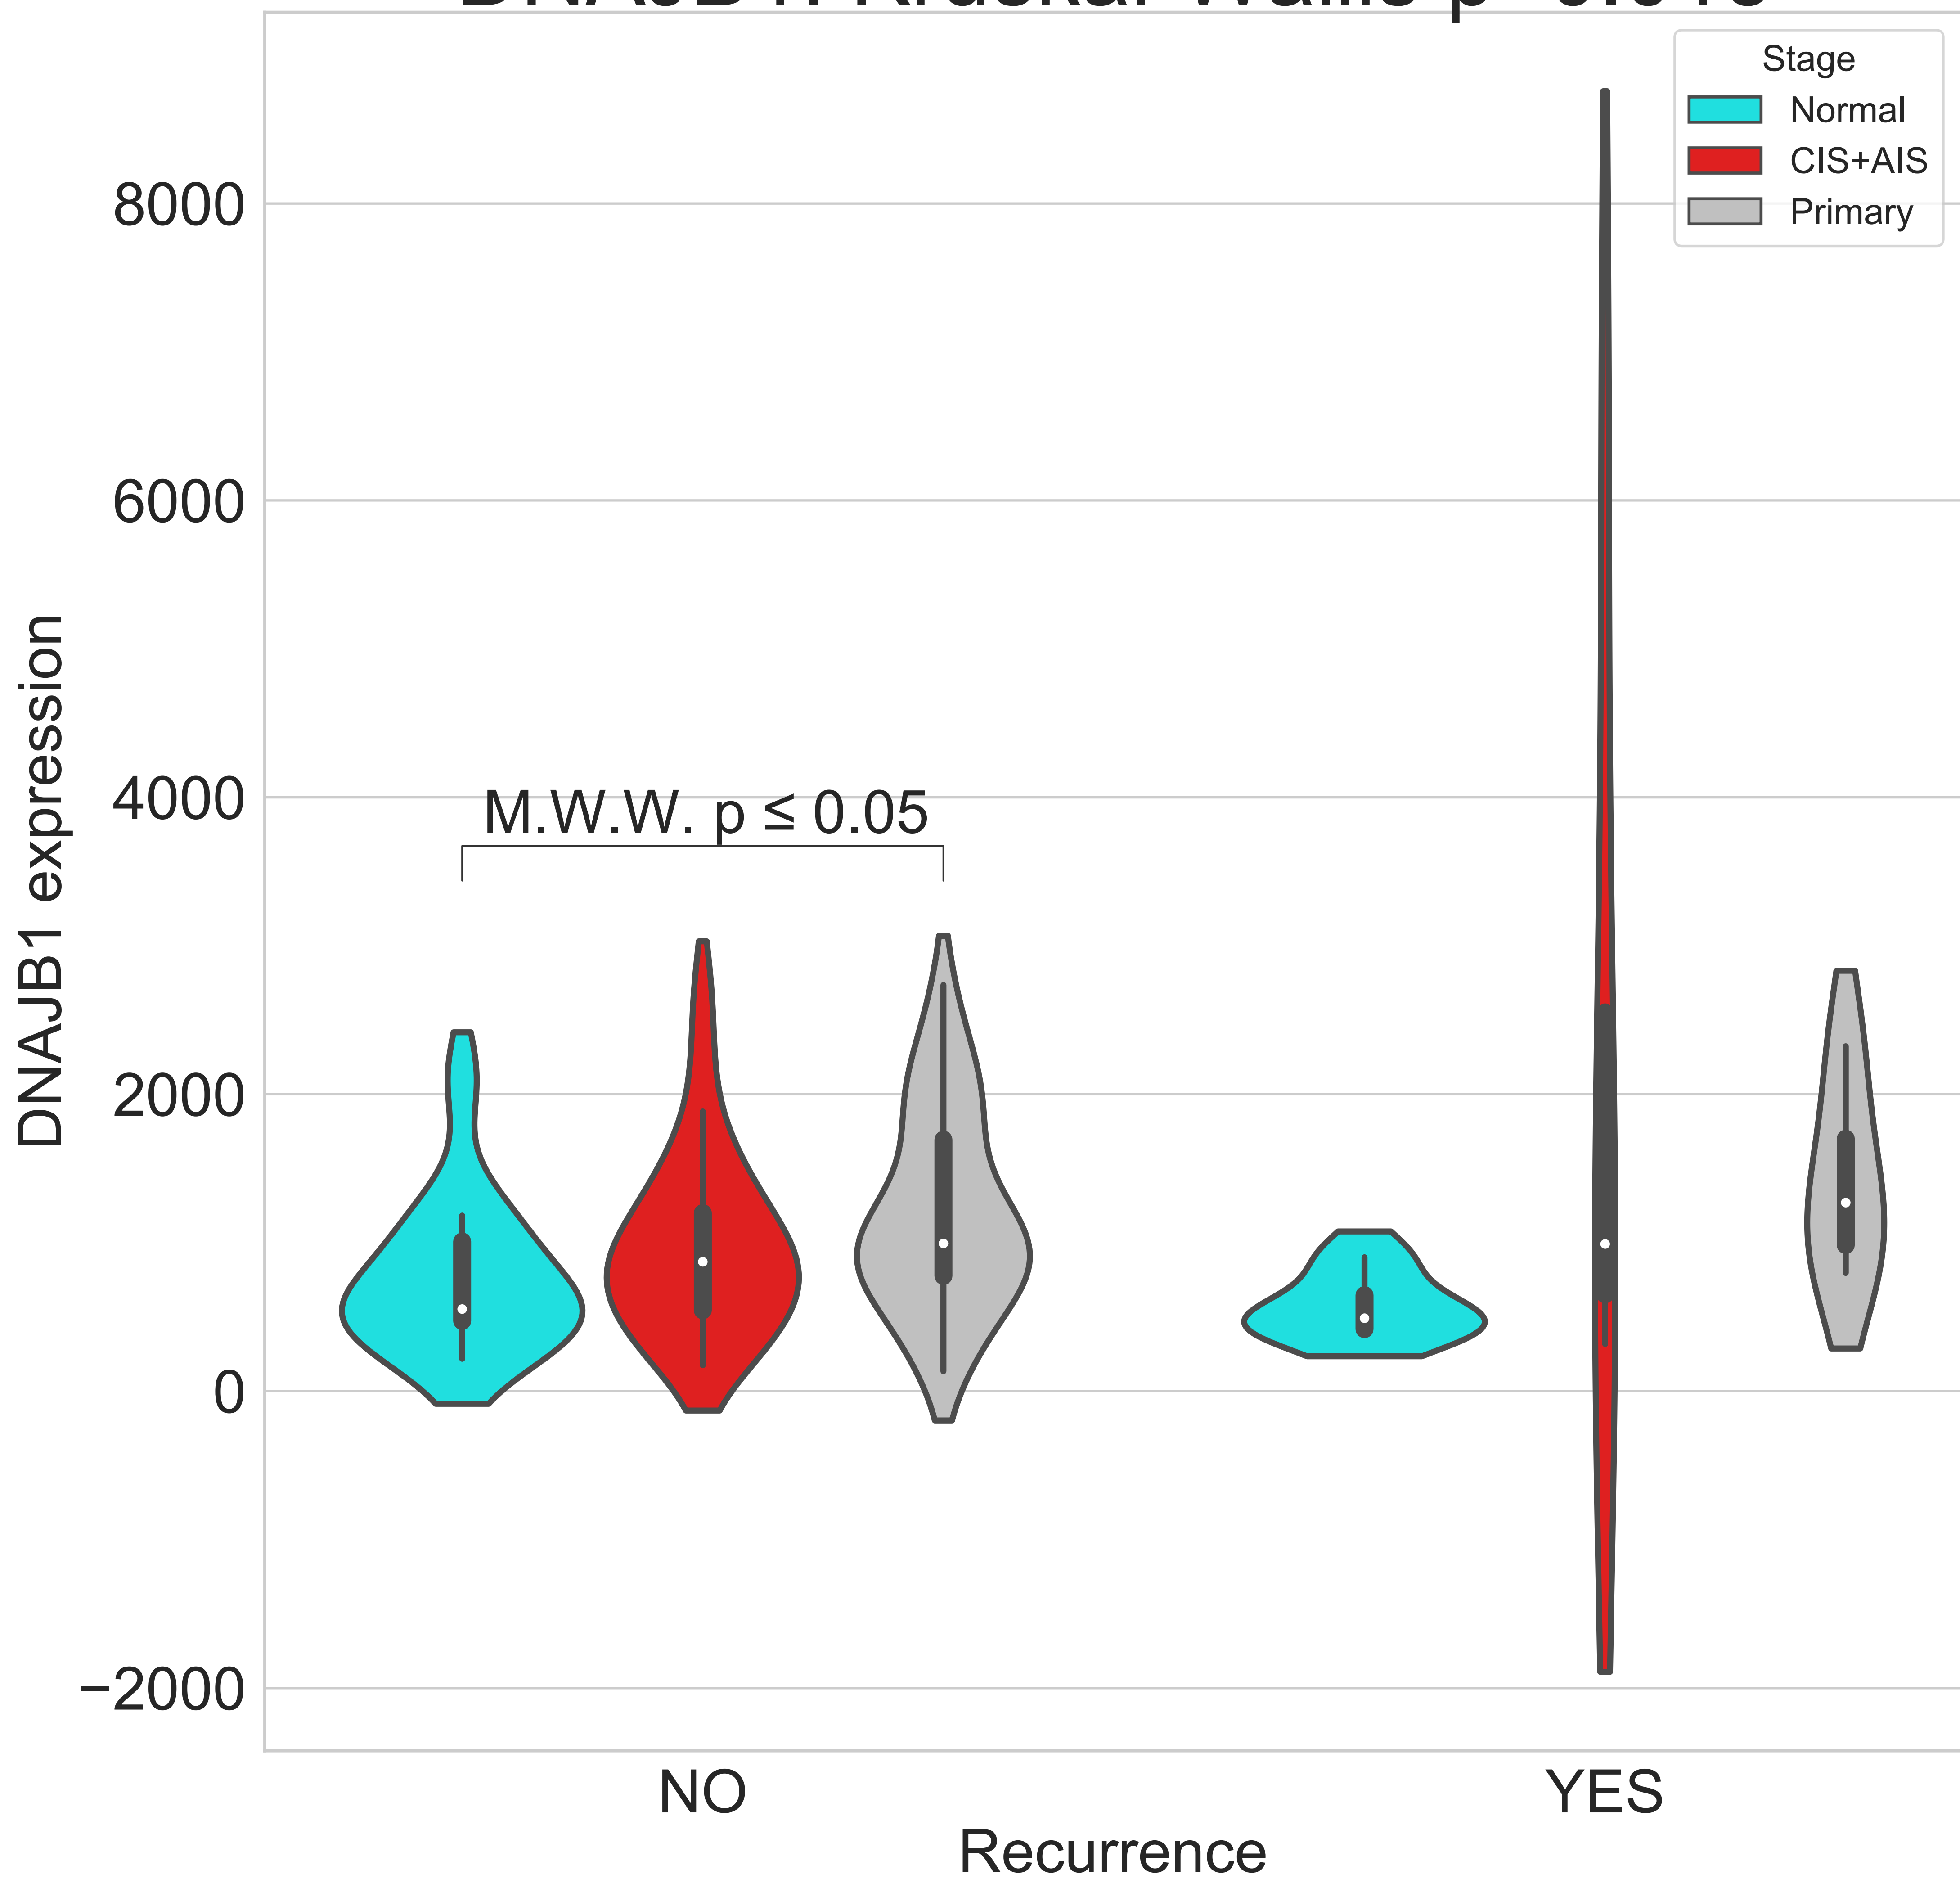 Stage
Normal
CIS+AIS
Primary
8000
6000
4000
2000
0
−2000
DNAJB1 expression
M.W.W. p ≤ 0.05
NO
YES
Recurrence